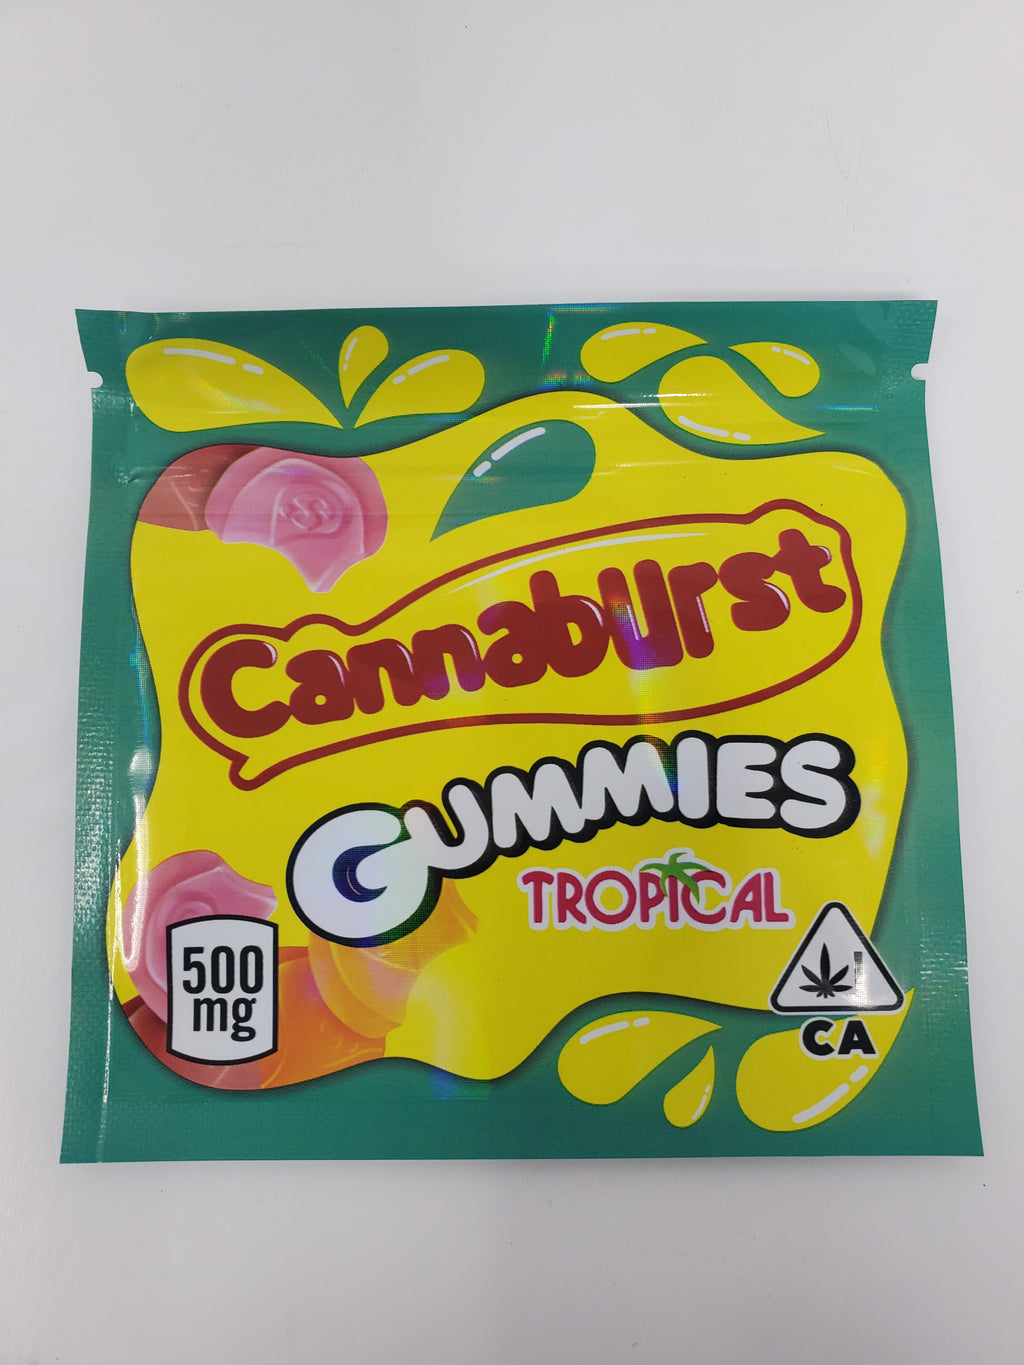 Cannaburst
GUMMIES
TROPICAL
500
mg
!
CA